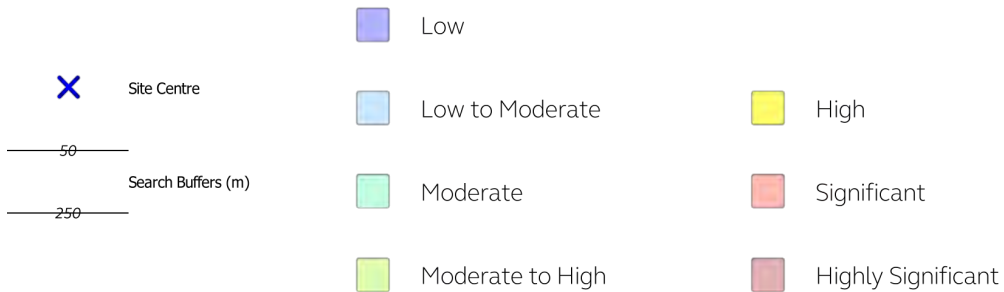 Site Centre
50
Search Buffers (m)
250
Low
Low to Moderate
Moderate
Moderate to High
High
Significant
Highly Significant